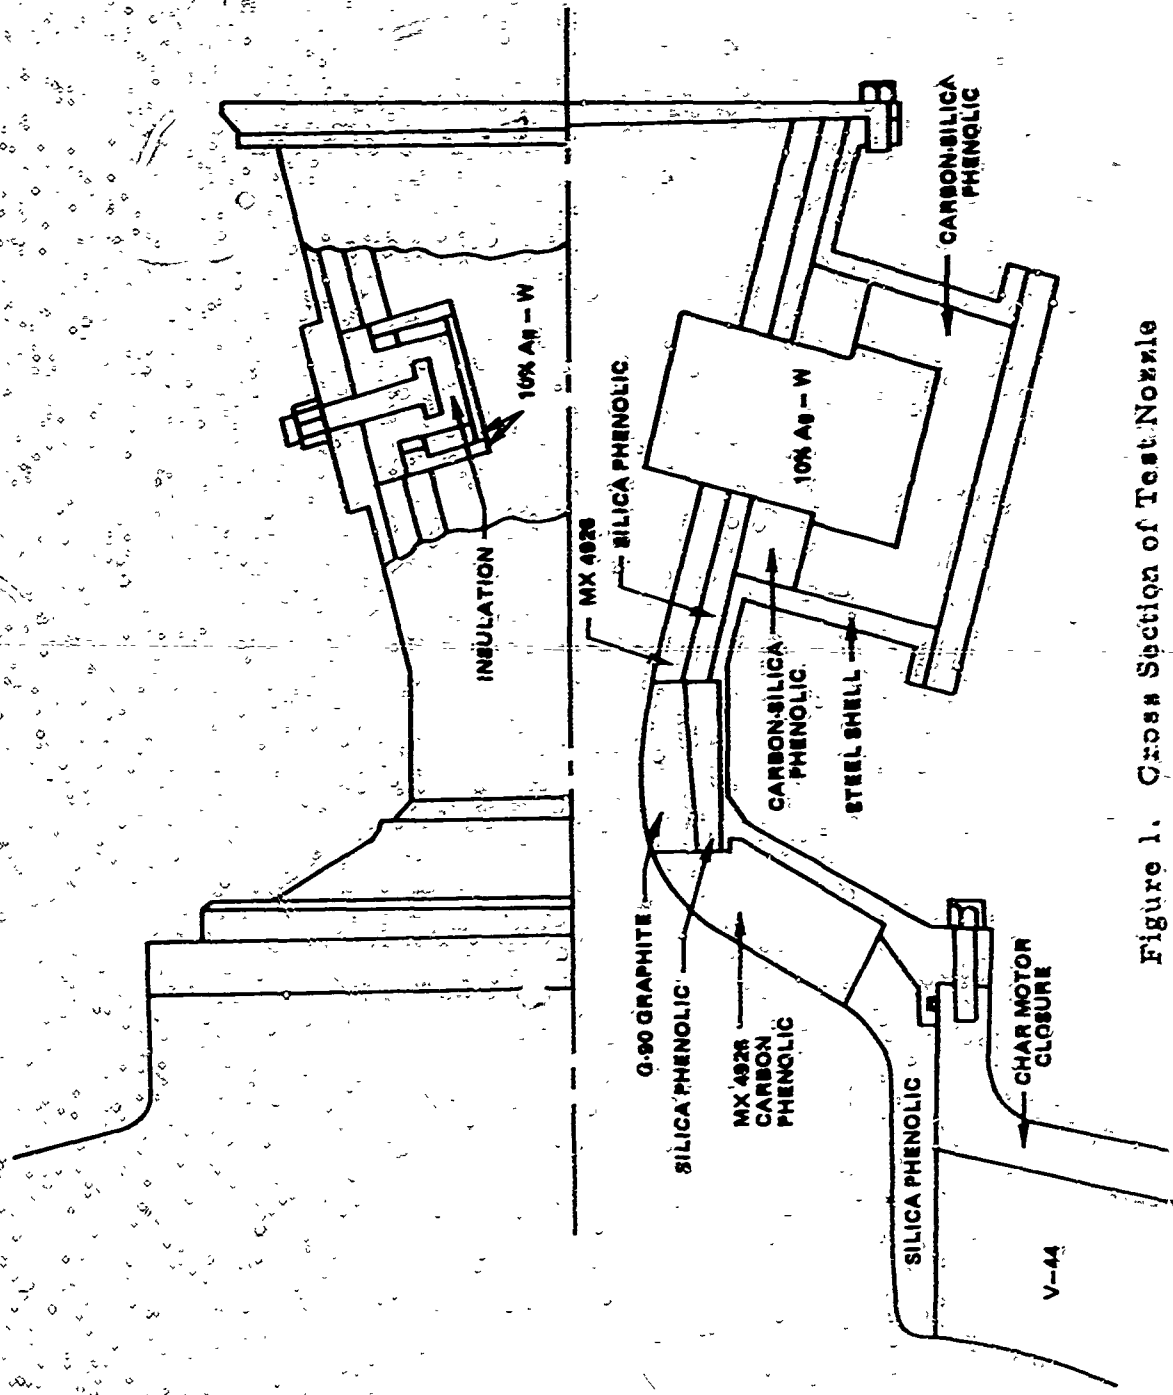 10% Ag – W
INSULATION
MX 4926
SILICA PHENOLIC
10% Ag – W
CARBON-SILICA
PHENOLIC
CARBON-SILICA
PHENOLIC
STEEL SHELL
G-90 GRAPHITE
SILICA PHENOLIC
MX 4926
CARBON
PHENOLIC
SILICA PHENOLIC
CHAR MOTOR
CLOSURE
V–44
Figure 1. Cross Section of Test Nozzle